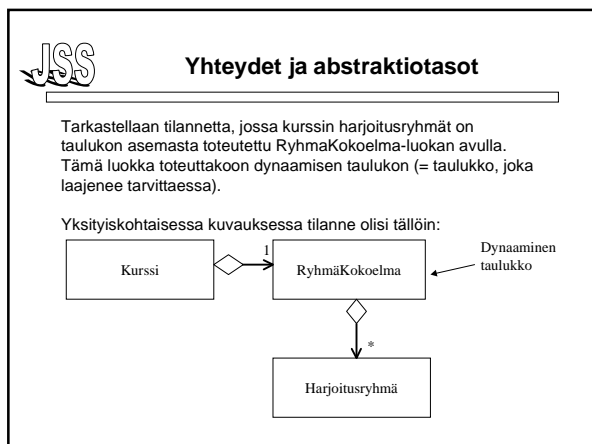 JSS
Yhteydet ja abstraktiotasot
Tarkastellaan tilannetta, jossa kurssin harjoitusryhmät on
taulukon asemasta toteutettu RyhmaKokoelma-luokan avulla.
Tämä luokka toteuttakoon dynaamisen taulukon (= taulukko, joka
laajenee tarvittaessa).
Yksityiskohtaisessa kuvauksessa tilanne olisi tällöin:
Kurssi
1
RyhmäKokoelma
Dynaaminen
taulukko
*
Harjoitusryhmä